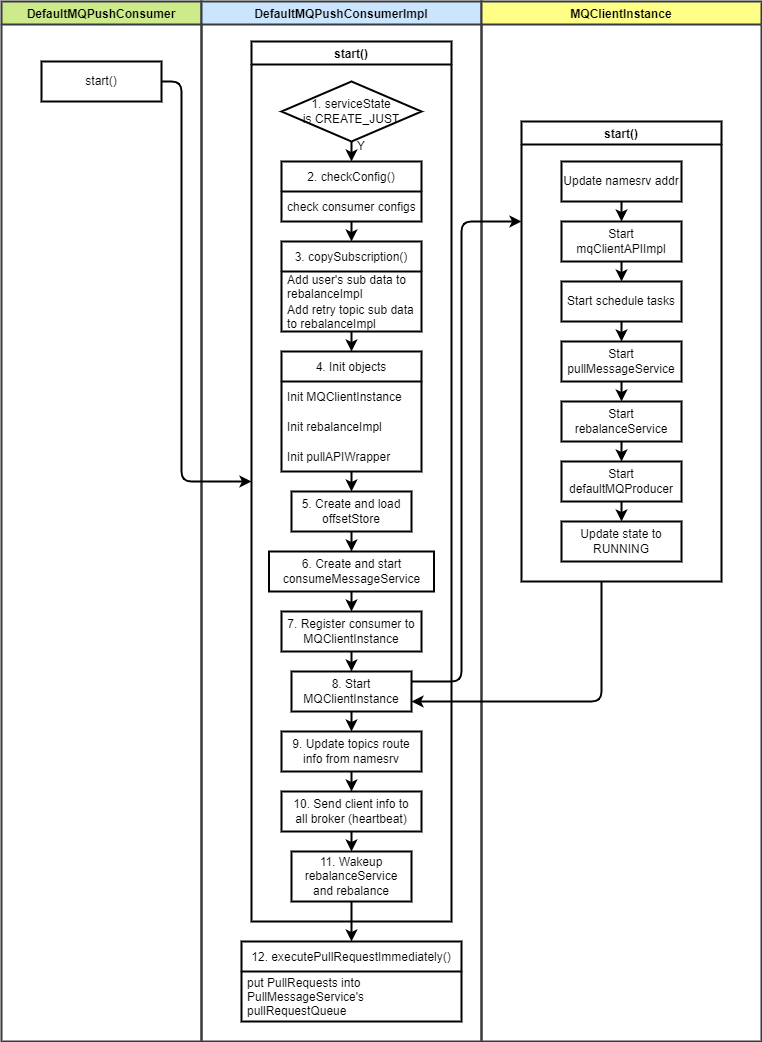 DefaultMQPushConsumer
DefaultMQPushConsumerImpl
MQClientInstance
start()
start()
1. serviceState
is CREATE_JUST
Y
2. checkConfig()
check consumer configs
3. copySubscription()
Add user's sub data to
rebalanceImpl
Add retry topic sub data
to rebalanceImpl
4. Init objects
Init MQClientInstance
Init rebalanceImpl
Init pullAPIWrapper
5. Create and load
offsetStore
6. Create and start
consumeMessageService
7. Register consumer to
MQClientInstance
8. Start
MQClientInstance
9. Update topics route
info from namesrv
10. Send client info to
all broker (heartbeat)
11. Wakeup
rebalanceService
and rebalance
12. executePullRequestImmediately()
put PullRequests into
PullMessageService's
pullRequestQueue
start()
Update namesrv addr
Start
mqClientAPIImpl
Start schedule tasks
Start
pullMessageService
Start
rebalanceService
Start
defaultMQProducer
Update state to
RUNNING